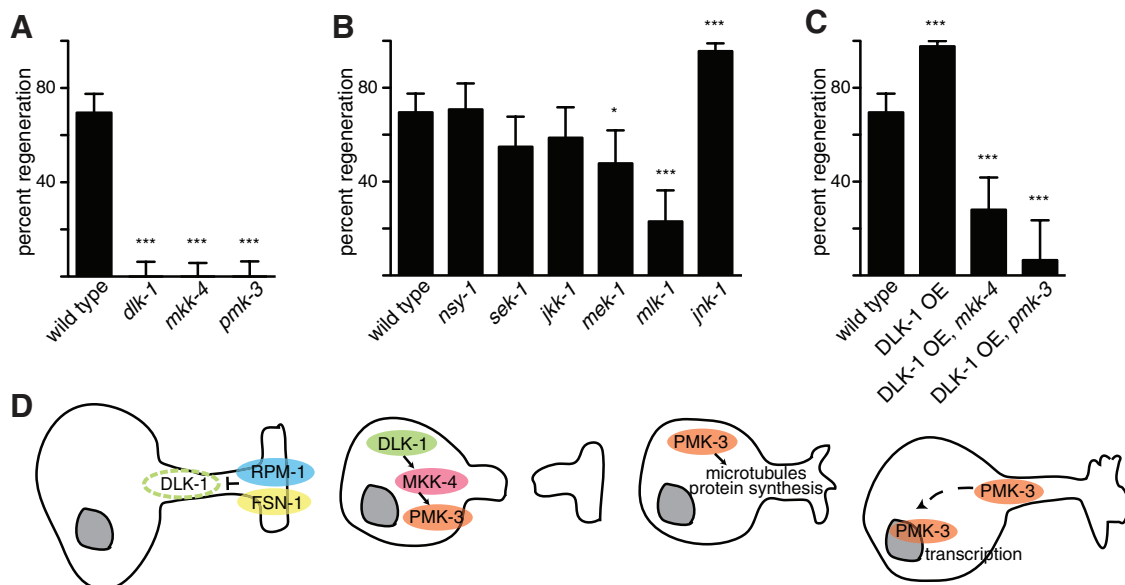 A
percent regeneration
80
40
***
***
***
wild type
dlk-1
mkk-4
pmk-3
B
percent regeneration
80
40
*
***
***
wild type
nsy-1
sek-1
jkk-1
mek-1
mlk-1
jnk-1
C
percent regeneration
80
40
***
***
***
wild type
DLK-1 OE
DLK-1 OE, mkk-4
DLK-1 OE, pmk-3
D
DLK-1
RPM-1
FSN-1
DLK-1
MKK-4
PMK-3
PMK-3
microtubules
protein synthesis
PMK-3
PMK-3
transcription